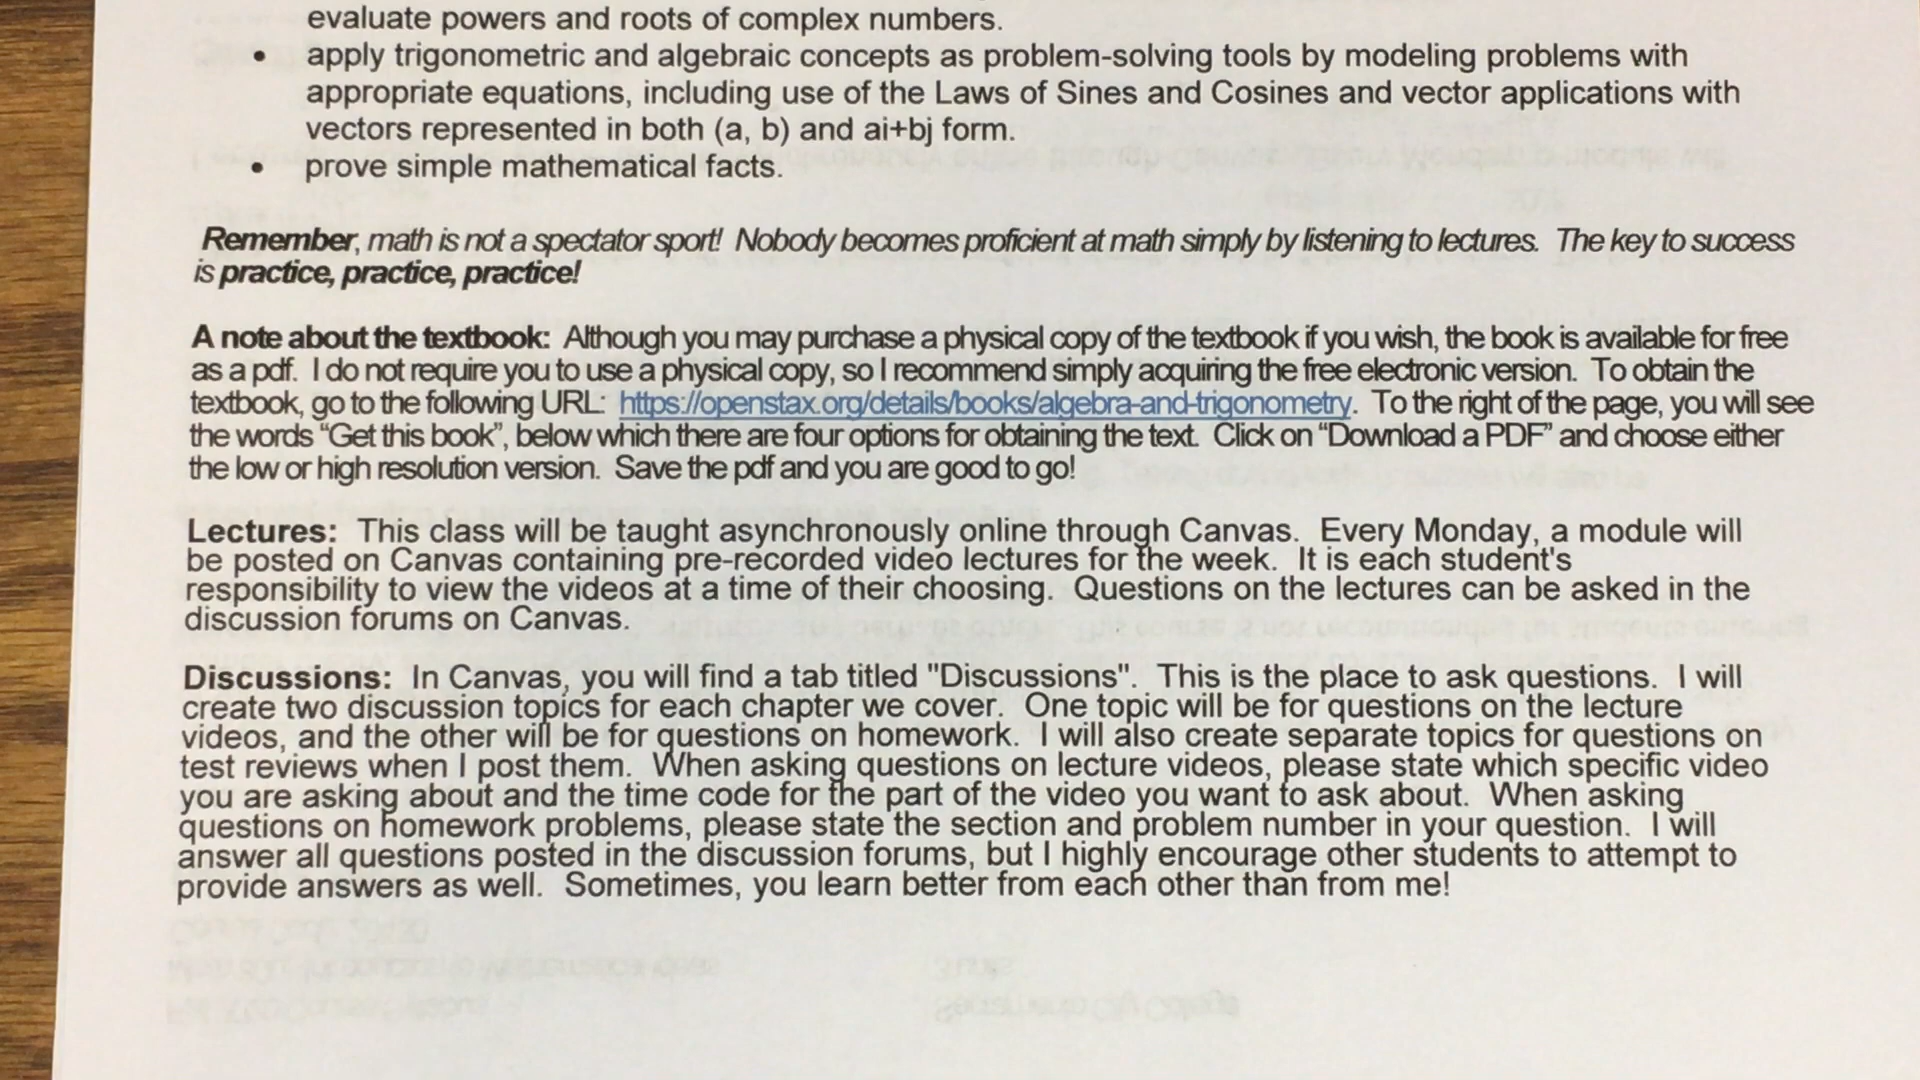 evaluate powers and roots of complex numbers.
• apply trigonometric and algebraic concepts as problem-solving tools by modeling problems with
appropriate equations, including use of the Laws of Sines and Cosines and vector applications with
vectors represented in both (a, b) and ai+bj form.
• prove simple mathematical facts.
Remember, math is not a spectator sport! Nobody becomes proficient at math simply by listening to lectures. The key to success
is practice, practice, practice!
A note about the textbook: Although you may purchase a physical copy of the textbook if you wish, the book is available for free
as a pdf. I do not require you to use a physical copy, so I recommend simply acquiring the free electronic version. To obtain the
textbook, go to the following URL: https://openstax.org/details/books/algebra-and-trigonometry. To the right of the page, you will see
the words “Get this book”, below which there are four options for obtaining the text. Click on “Download a PDF” and choose either
the low or high resolution version. Save the pdf and you are good to go!
Lectures: This class will be taught asynchronously online through Canvas. Every Monday, a module will
be posted on Canvas containing pre-recorded video lectures for the week. It is each student's
responsibility to view the videos at a time of their choosing. Questions on the lectures can be asked in the
discussion forums on Canvas.
Discussions: In Canvas, you will find a tab titled "Discussions". This is the place to ask questions. I will
create two discussion topics for each chapter we cover. One topic will be for questions on the lecture
videos, and the other will be for questions on homework. I will also create separate topics for questions on
test reviews when I post them. When asking questions on lecture videos, please state which specific video
you are asking about and the time code for the part of the video you want to ask about. When asking
questions on homework problems, please state the section and problem number in your question. I will
answer all questions posted in the discussion forums, but I highly encourage other students to attempt to
provide answers as well. Sometimes, you learn better from each other than from me!